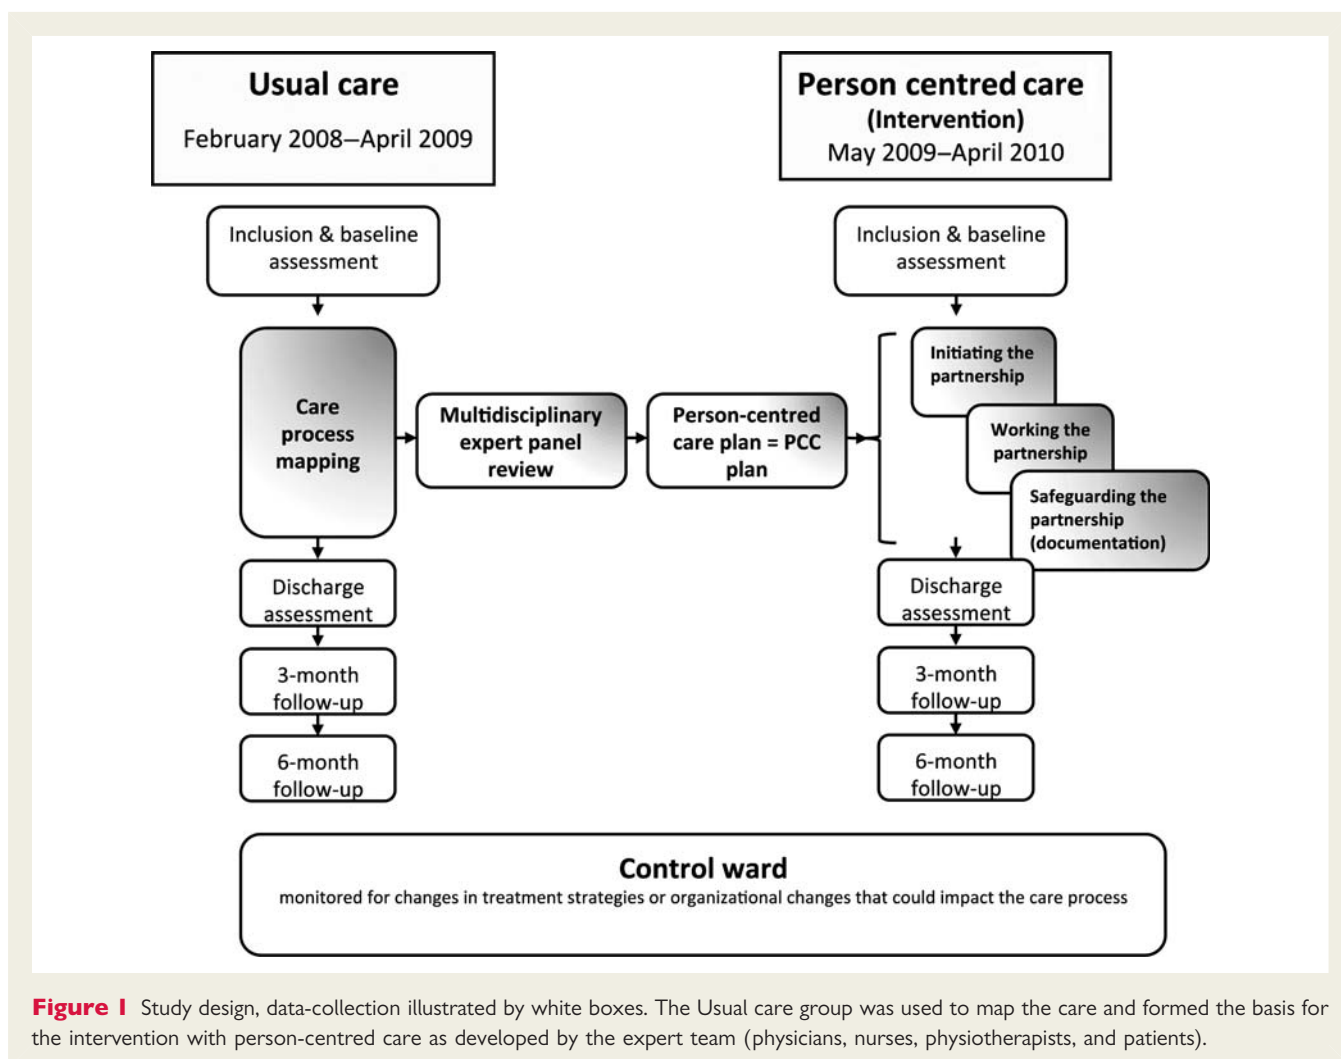 Usual care
February 2008–April 2009
Person centred care
(Intervention)
May 2009–April 2010
Inclusion & baseline
assessment
Inclusion & baseline
assessment
Care
process
mapping
Multidisciplinary
expert panel
review
Person-centred
care plan = PCC
plan
Initiating the
partnership
Working the
partnership
Safeguarding the
partnership
(documentation)
Discharge
assessment
3-month
follow-up
6-month
follow-up
Discharge
assessment
3-month
follow-up
6-month
follow-up
Control ward
monitored for changes in treatment strategies or organizational changes that could impact the care process
Figure 1 Study design, data-collection illustrated by white boxes. The Usual care group was used to map the care and formed the basis for
the intervention with person-centred care as developed by the expert team (physicians, nurses, physiotherapists, and patients).